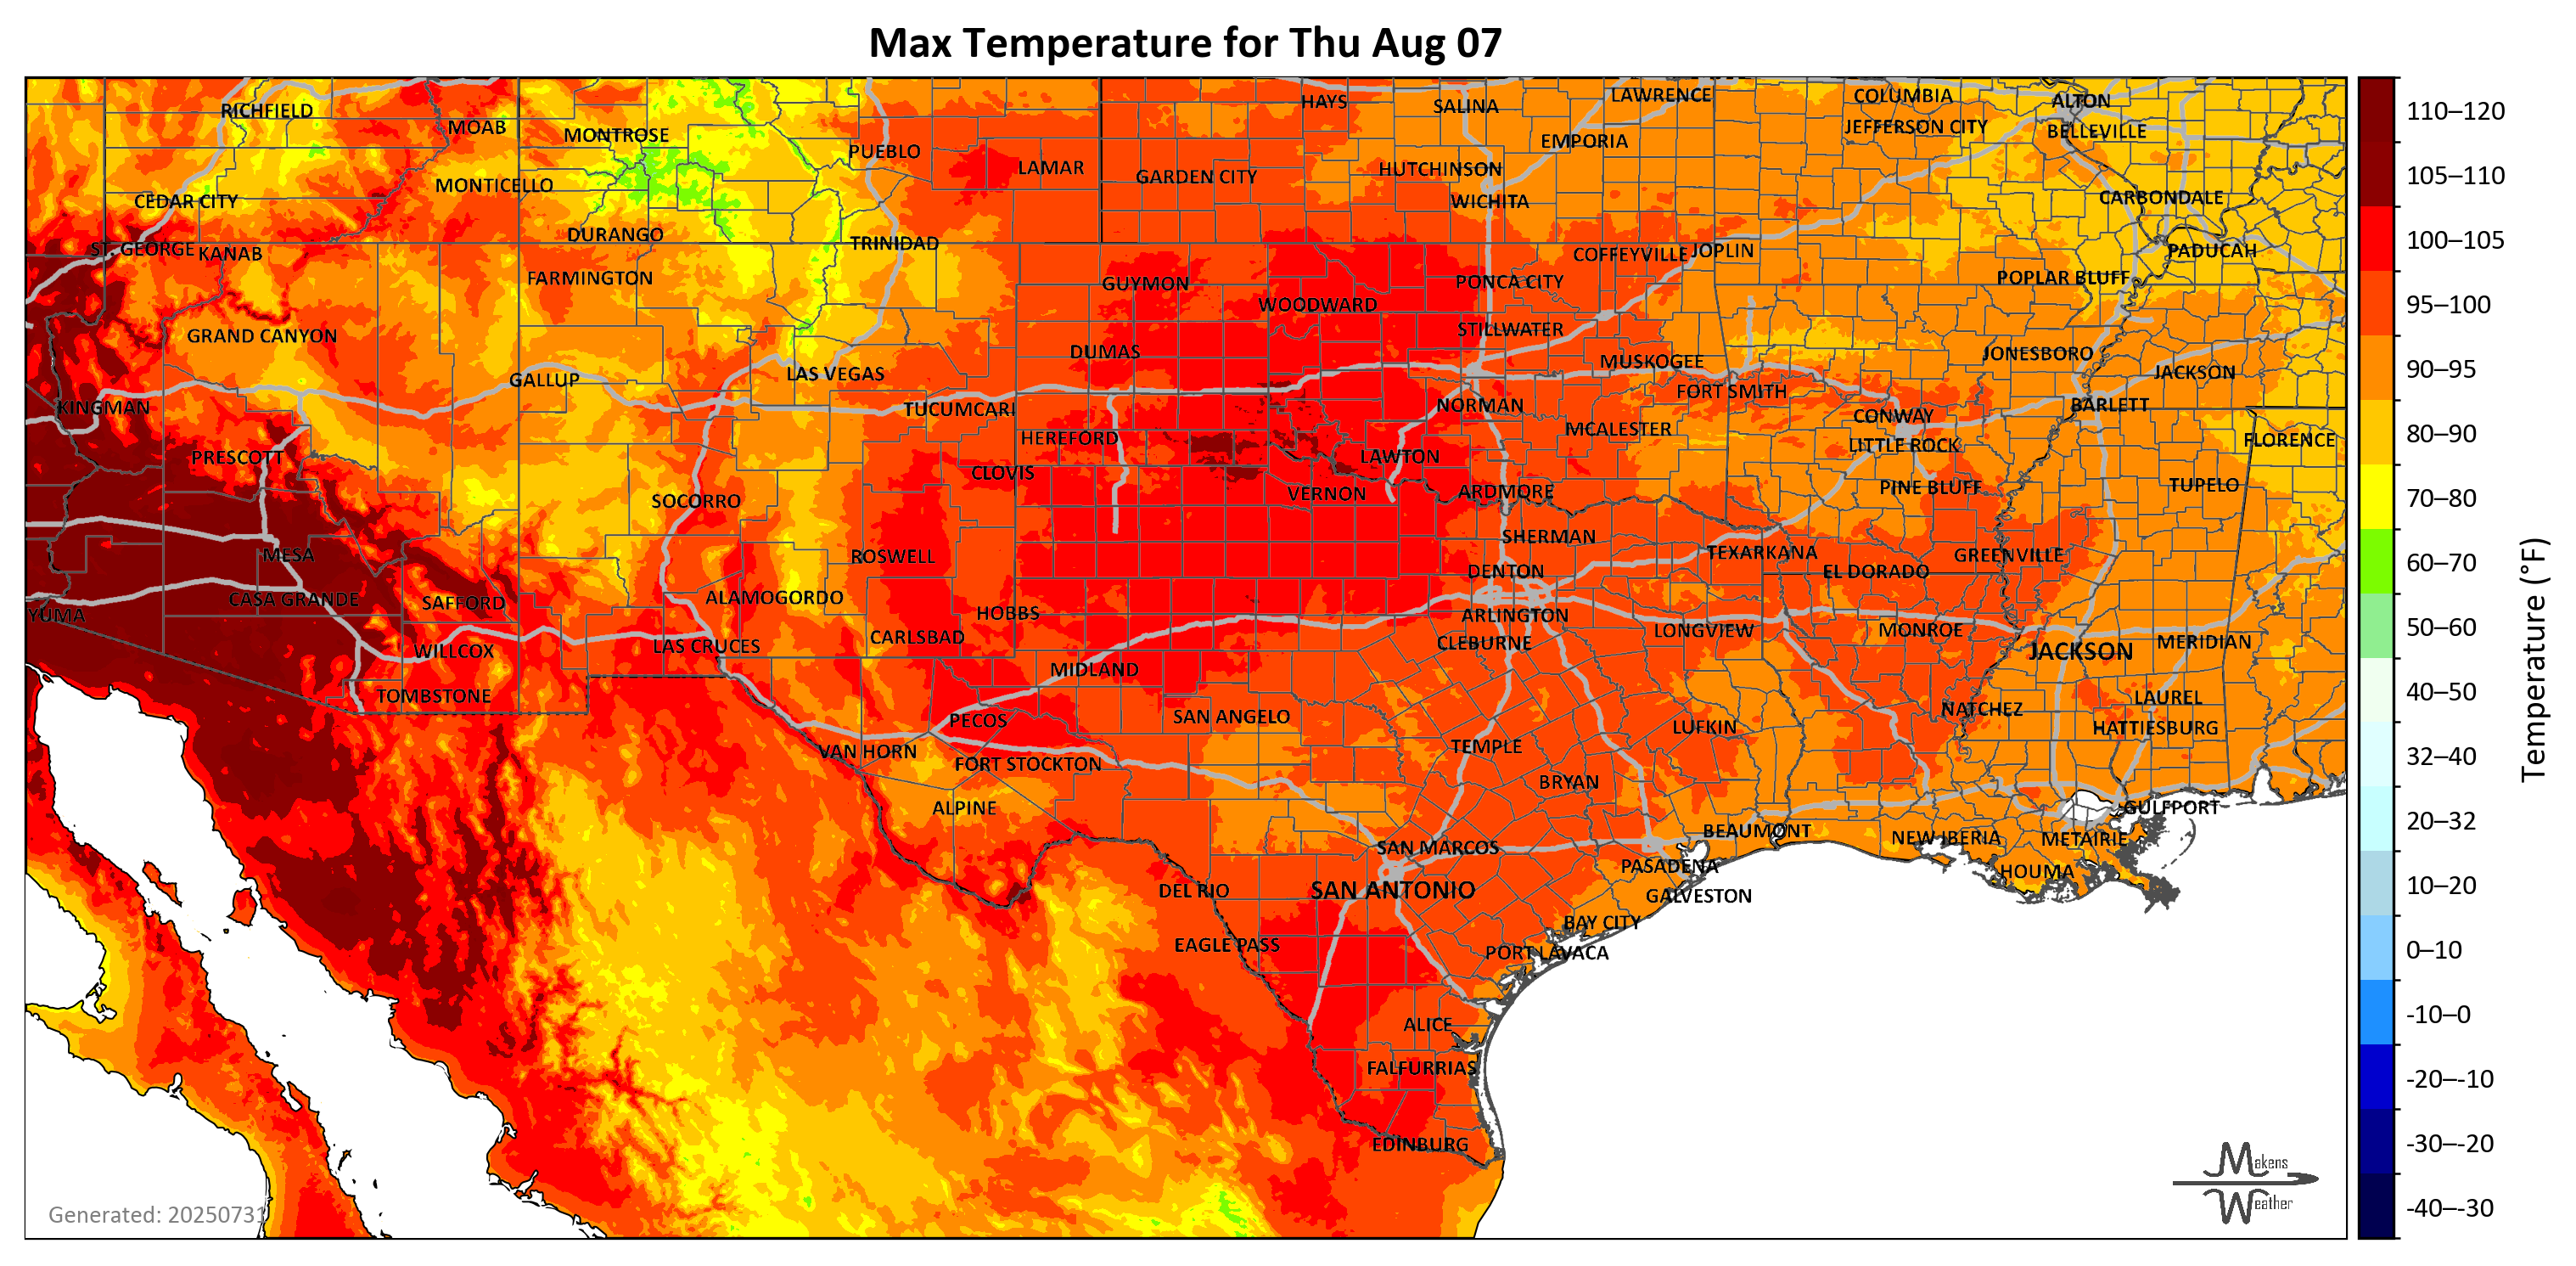 Max Temperature for Thu Aug 07
RICHFIELD
MOAB
MONTROSE
PUEBLO
LAMAR
HAYS
SALINA
LAWRENCE
COLUMBIA
ALTON
EMPORIA
JEFFERSON CITY
BELLEVILLE
MONTICELLO
GARDEN CITY
HUTCHINSON
CEDAR CITY
WICHITA
CARBONDALE
DURANGO
TRINIDAD
ST. GEORGE
KANAB
COFFEYVILLE
JOPLIN
PADUCAH
FARMINGTON
GUYMON
PONCA CITY
POPLAR BLUFF
WOODWARD
GRAND CANYON
STILLWATER
DUMAS
MUSKOGEE
JONESBORO
GALLUP
LAS VEGAS
JACKSON
FORT SMITH
KINGMAN
TUCUMCARI
NORMAN
CONWAY
BARLETT
HEREFORD
MCALESTER
LITTLE ROCK
FLORENCE
PRESCOTT
CLOVIS
LAWTON
SOCORRO
VERNON
ARDMORE
PINE BLUFF
TUPELO
MESA
ROSWELL
SHERMAN
TEXARKANA
GREENVILLE
DENTON
EL DORADO
YUMA
CASA GRANDE
SAFFORD
ALAMOGORDO
HOBBS
ARLINGTON
WILLCOX
LAS CRUCES
CARLSBAD
CLEBURNE
LONGVIEW
MONROE
JACKSON
MERIDIAN
TOMBSTONE
MIDLAND
PECOS
SAN ANGELO
LUFKIN
NATCHEZ
LAUREL
HATTIESBURG
VAN HORN
FORT STOCKTON
TEMPLE
BRYAN
ALPINE
GULFPORT
SAN MARCOS
BEAUMONT
NEW IBERIA
METAIRIE
PASADENA
HOUMA
DEL RIO
SAN ANTONIO
GALVESTON
EAGLE PASS
BAY CITY
PORT LAVACA
ALICE
FALFURRIAS
EDINBURG
Generated: 20250731
Makens
Weather
110–120
105–110
100–105
95–100
90–95
80–90
70–80
60–70
50–60
40–50
32–40
20–32
10–20
0–10
-10–0
-20–-10
-30–-20
-40–-30
Temperature (°F)